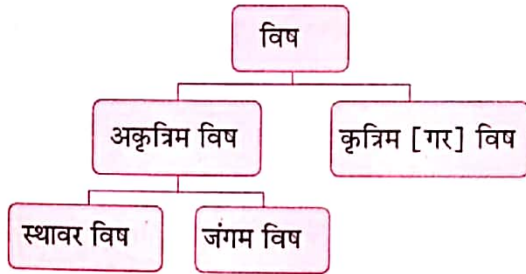 विष
अकृत्रिम विष
कृत्रिम [गर] विष
स्थावर विष
जंगम विष